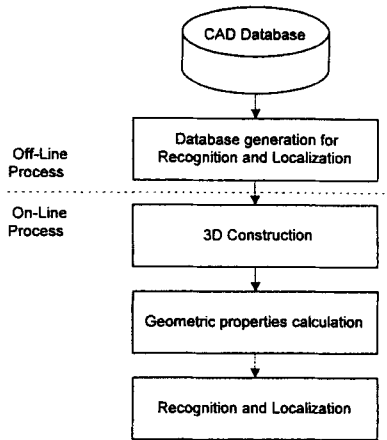 CAD Database
Database generation for
Recognition and Localization
Off-Line
Process
On-Line
Process
3D Construction
Geometric properties calculation
Recognition and Localization